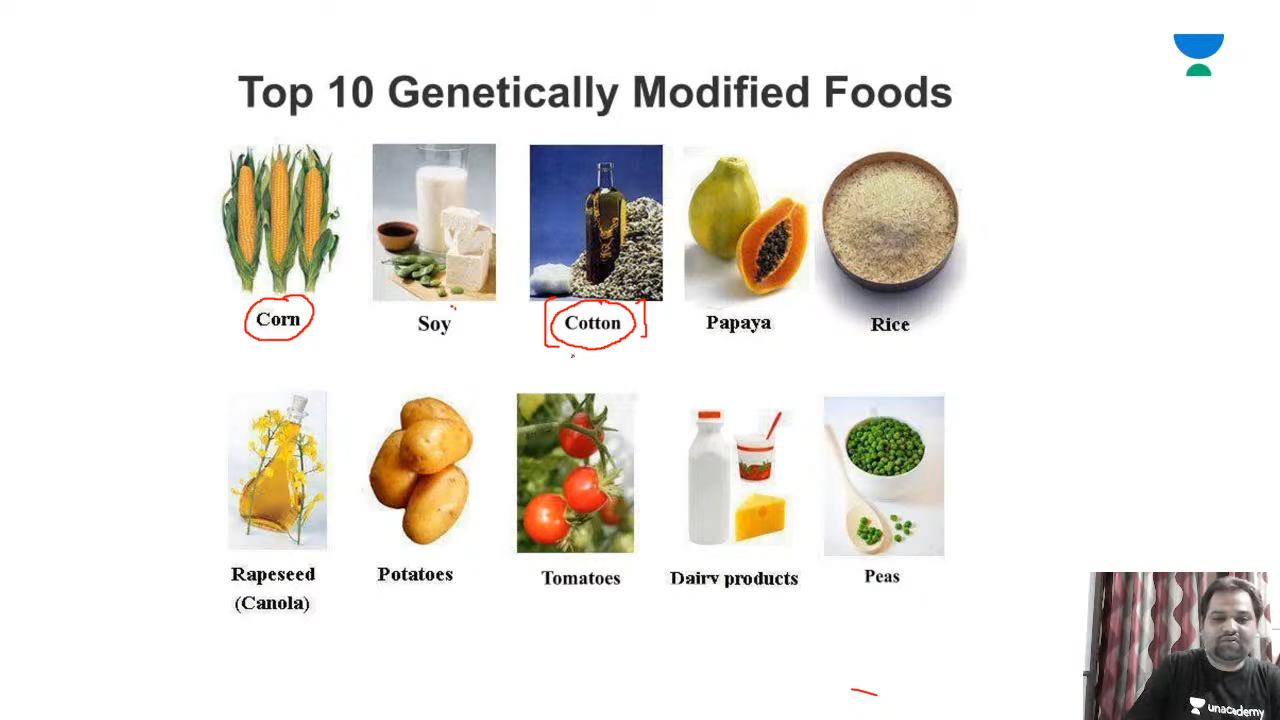 Top 10 Genetically Modified Foods
Corn
Soy
Cotton
Papaya
Rice
Rapeseed
(Canola)
Potatoes
Tomatoes
Dairy products
Peas
unacademy